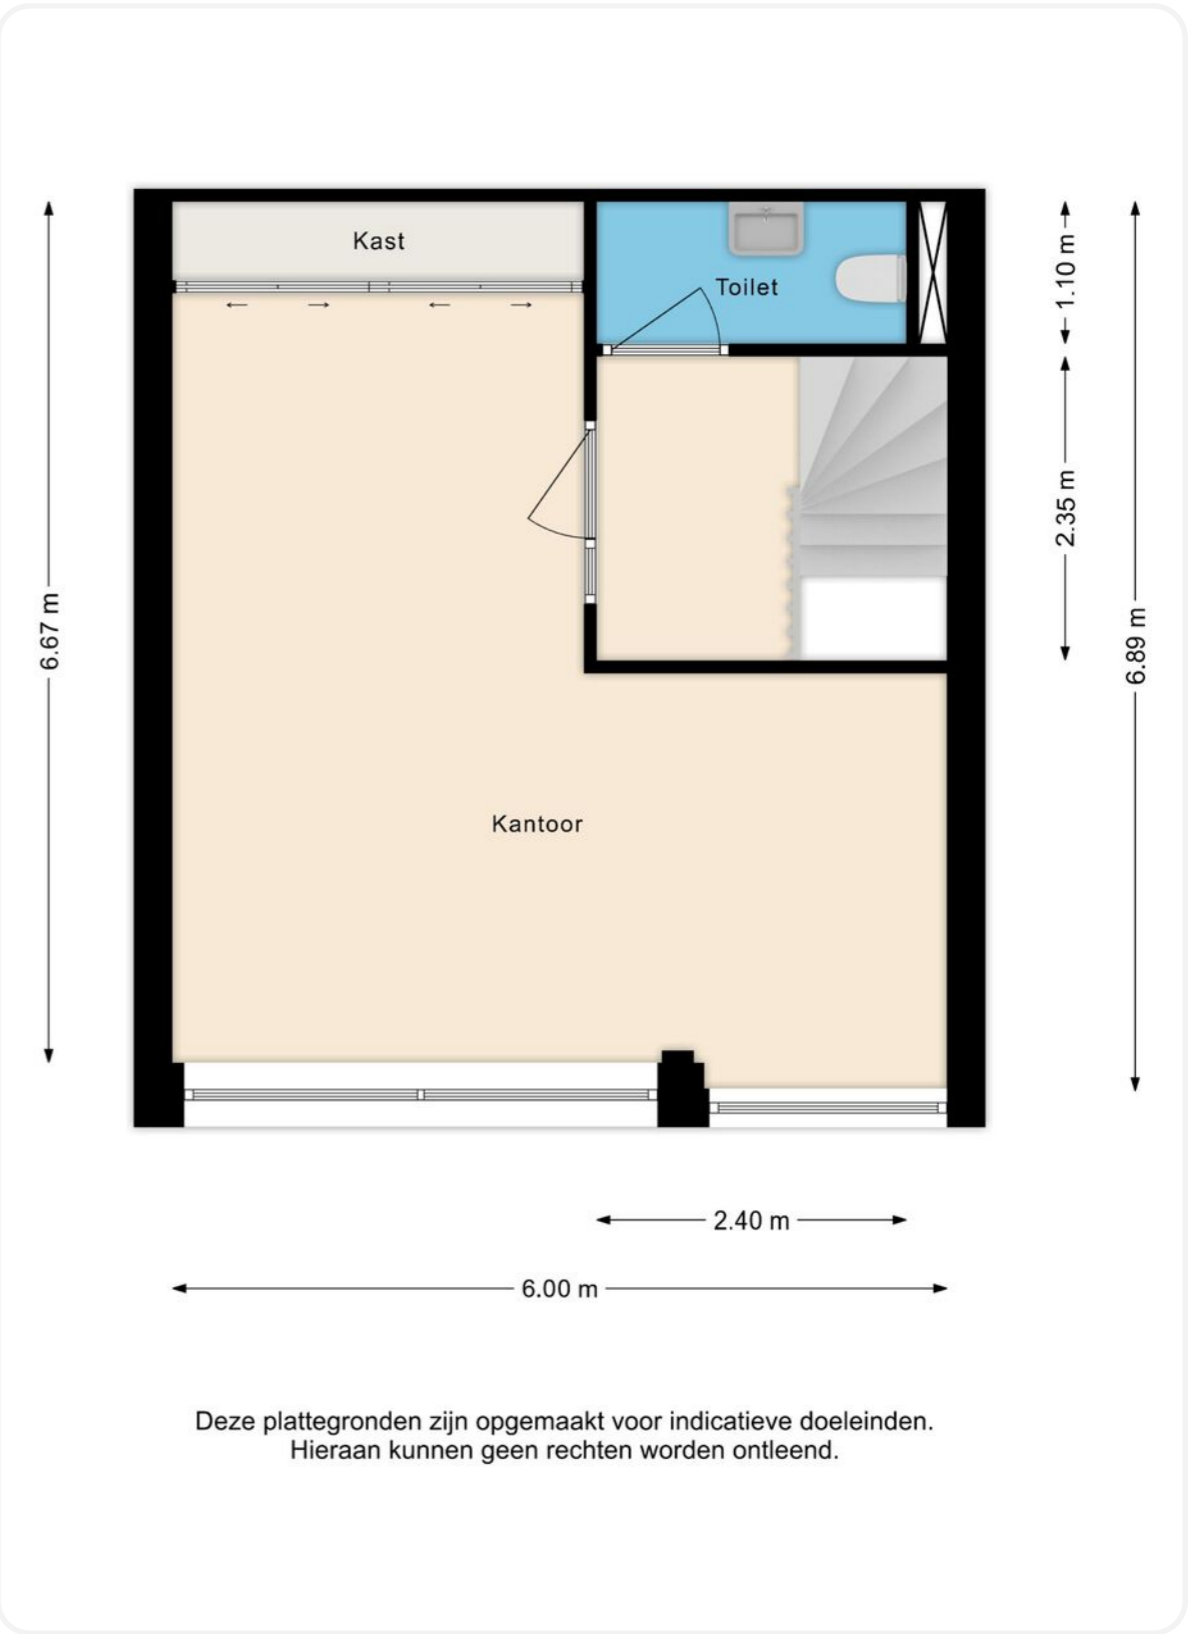 Kast
Toilet
1.10 m
2.35 m
6.67 m
6.89 m
Kantoor
2.40 m
6.00 m
Deze plattegronden zijn opgemaakt voor indicatieve doeleinden.
Hieraan kunnen geen rechten worden ontleend.